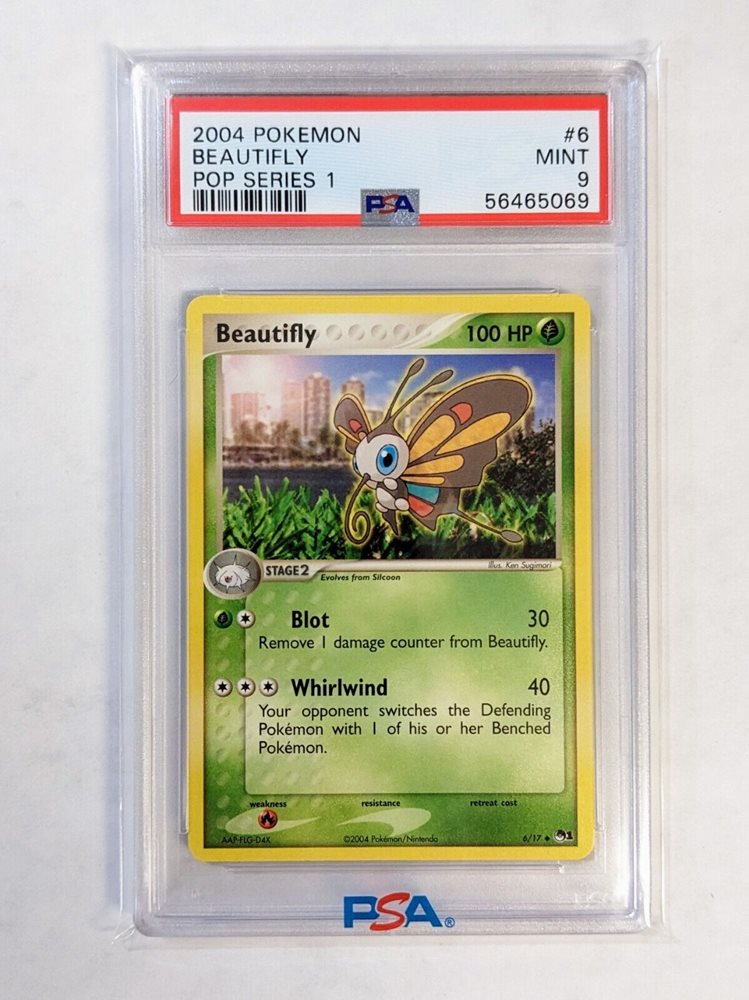 2004 POKEMON #6
BEAUTIFLY MINT
POP SERIES 1 9
PSA 56465069
Beautifly 100 HP
Illus. Ken Sugimori
STAGE2
Evolves from Silcoon
Blot 30
Remove 1 damage counter from Beautifly.
Whirlwind 40
Your opponent switches the Defending
Pokémon with 1 of his or her Benched
Pokémon.
weakness resistance retreat cost
AAP-FLG-D4X ©2004 Pokémon/Nintendo 6/17 ◆ 1
PSA®